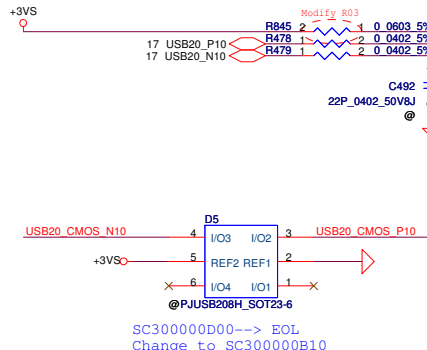 Modify R03
+3VS
R845 2 1 0_0603_5%
R478 1 2 0_0402_5%
17 USB20_P10
R479 1 2 0_0402_5%
17 USB20_N10
C492
22P_0402_50V8J
@
D5
USB20_CMOS_N10 4 I/O3 I/O2 3 USB20_CMOS_P10
+3VS 5 REF2 REF1 2
6 I/O4 I/O1 1
@PJUSB208H_SOT23-6
SC300000D00--> EOL
Change to SC300000B10